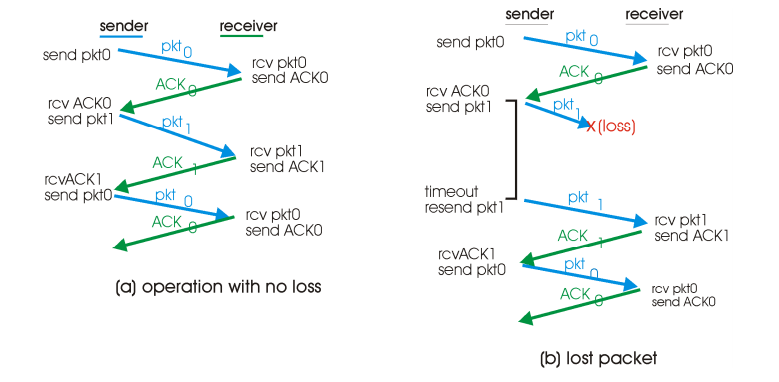 sender
receiver
send pkt0
pkt 0
rcv pkt0
send ACK0
ACK 0
rcv ACK0
send pkt1
pkt 1
rcv pkt1
send ACK1
ACK 1
rcvACK1
send pkt0
pkt 0
rcv pkt0
send ACK0
ACK 0
(a) operation with no loss
sender
receiver
send pkt0
pkt 0
rcv pkt0
send ACK0
ACK 0
rcv ACK0
send pkt1
pkt 1
X (loss)
timeout
resend pkt1
pkt 1
rcv pkt1
send ACK1
ACK 1
rcvACK1
send pkt0
pkt 0
rcv pkt0
send ACK0
ACK 0
(b) lost packet